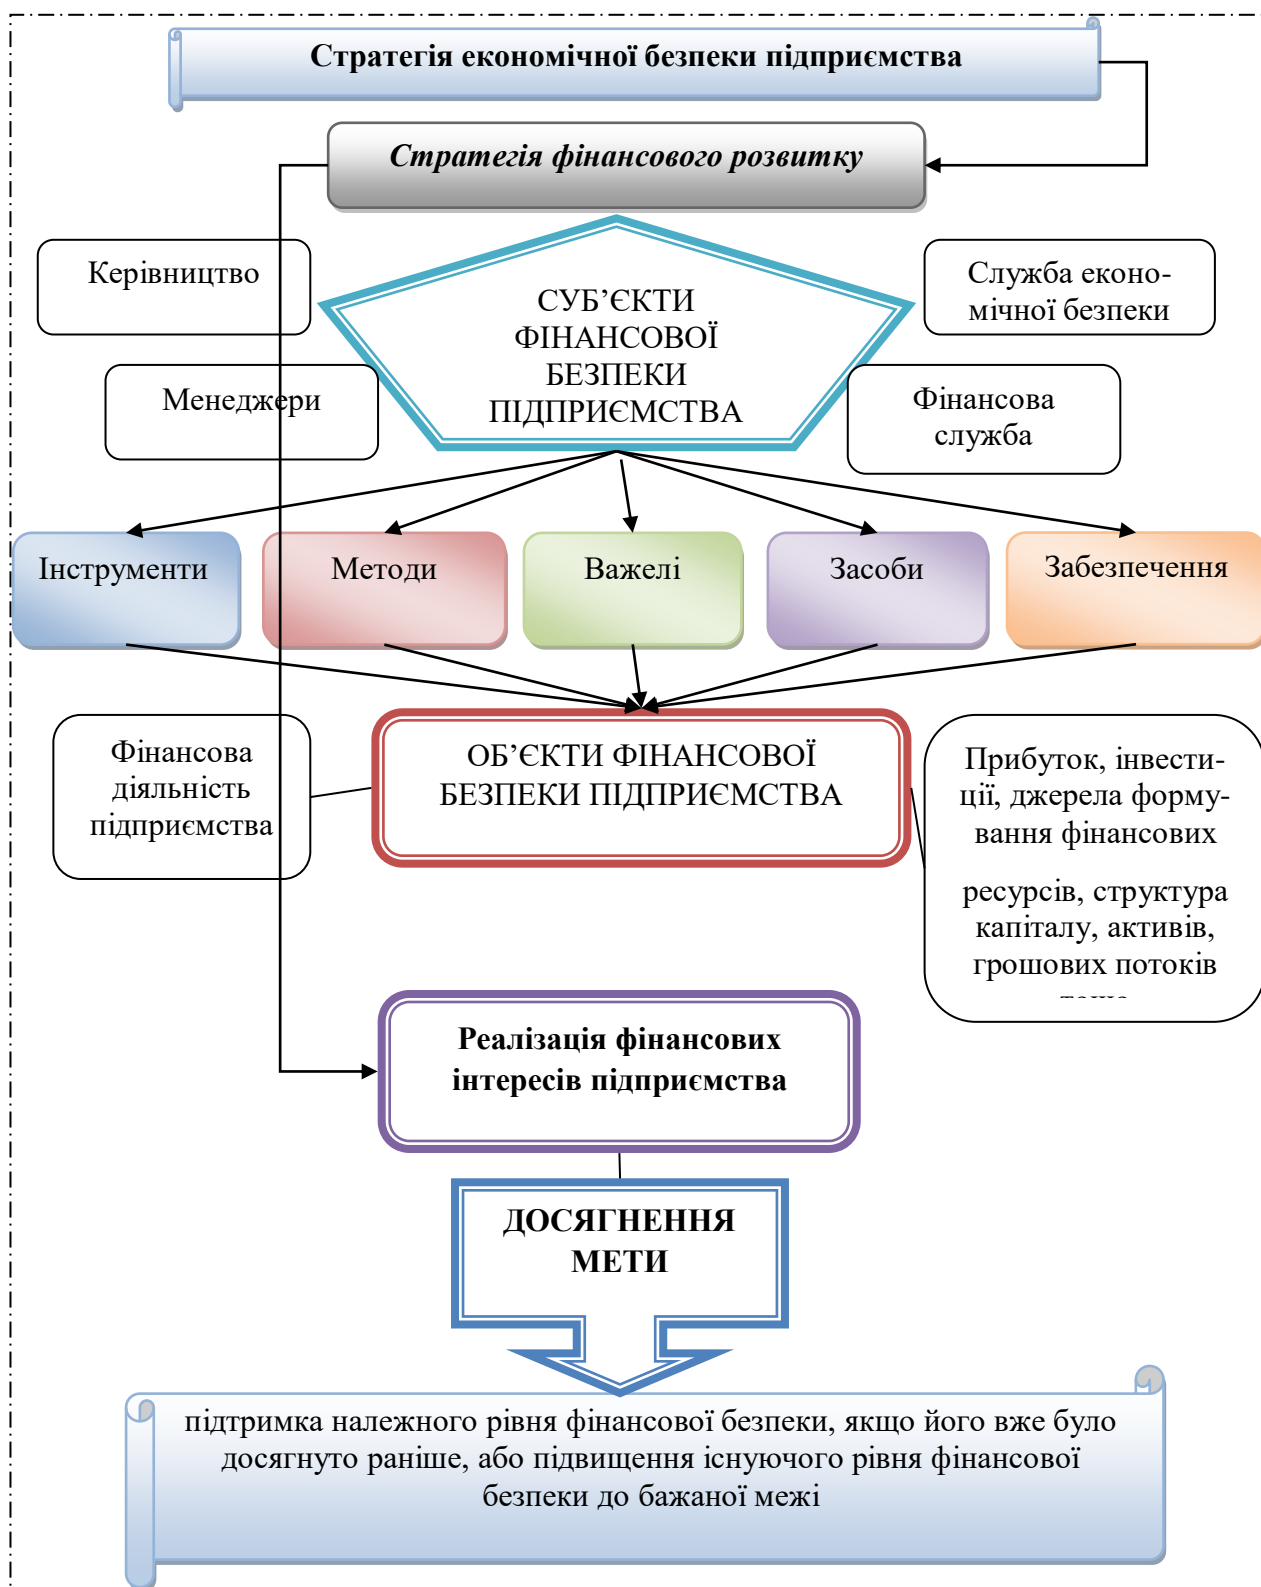 Стратегія економічної безпеки підприємства
Стратегія фінансового розвитку
Керівництво
Служба еконо-
мічної безпеки
СУБ’ЄКТИ
ФІНАНСОВОЇ
БЕЗПЕКИ
ПІДПРИЄМСТВА
Менеджери
Фінансова
служба
Інструменти
Методи
Важелі
Засоби
Забезпечення
Фінансова
діяльність
підприємства
ОБ’ЄКТИ ФІНАНСОВОЇ
БЕЗПЕКИ ПІДПРИЄМСТВА
Прибуток, інвести-
ції, джерела форму-
вання фінансових
ресурсів, структура
капіталу, активів,
грошових потоків
Реалізація фінансових
інтересів підприємства
ДОСЯГНЕННЯ
МЕТИ
підтримка належного рівня фінансової безпеки, якщо його вже було
досягнуто раніше, або підвищення існуючого рівня фінансової
безпеки до бажаної межі